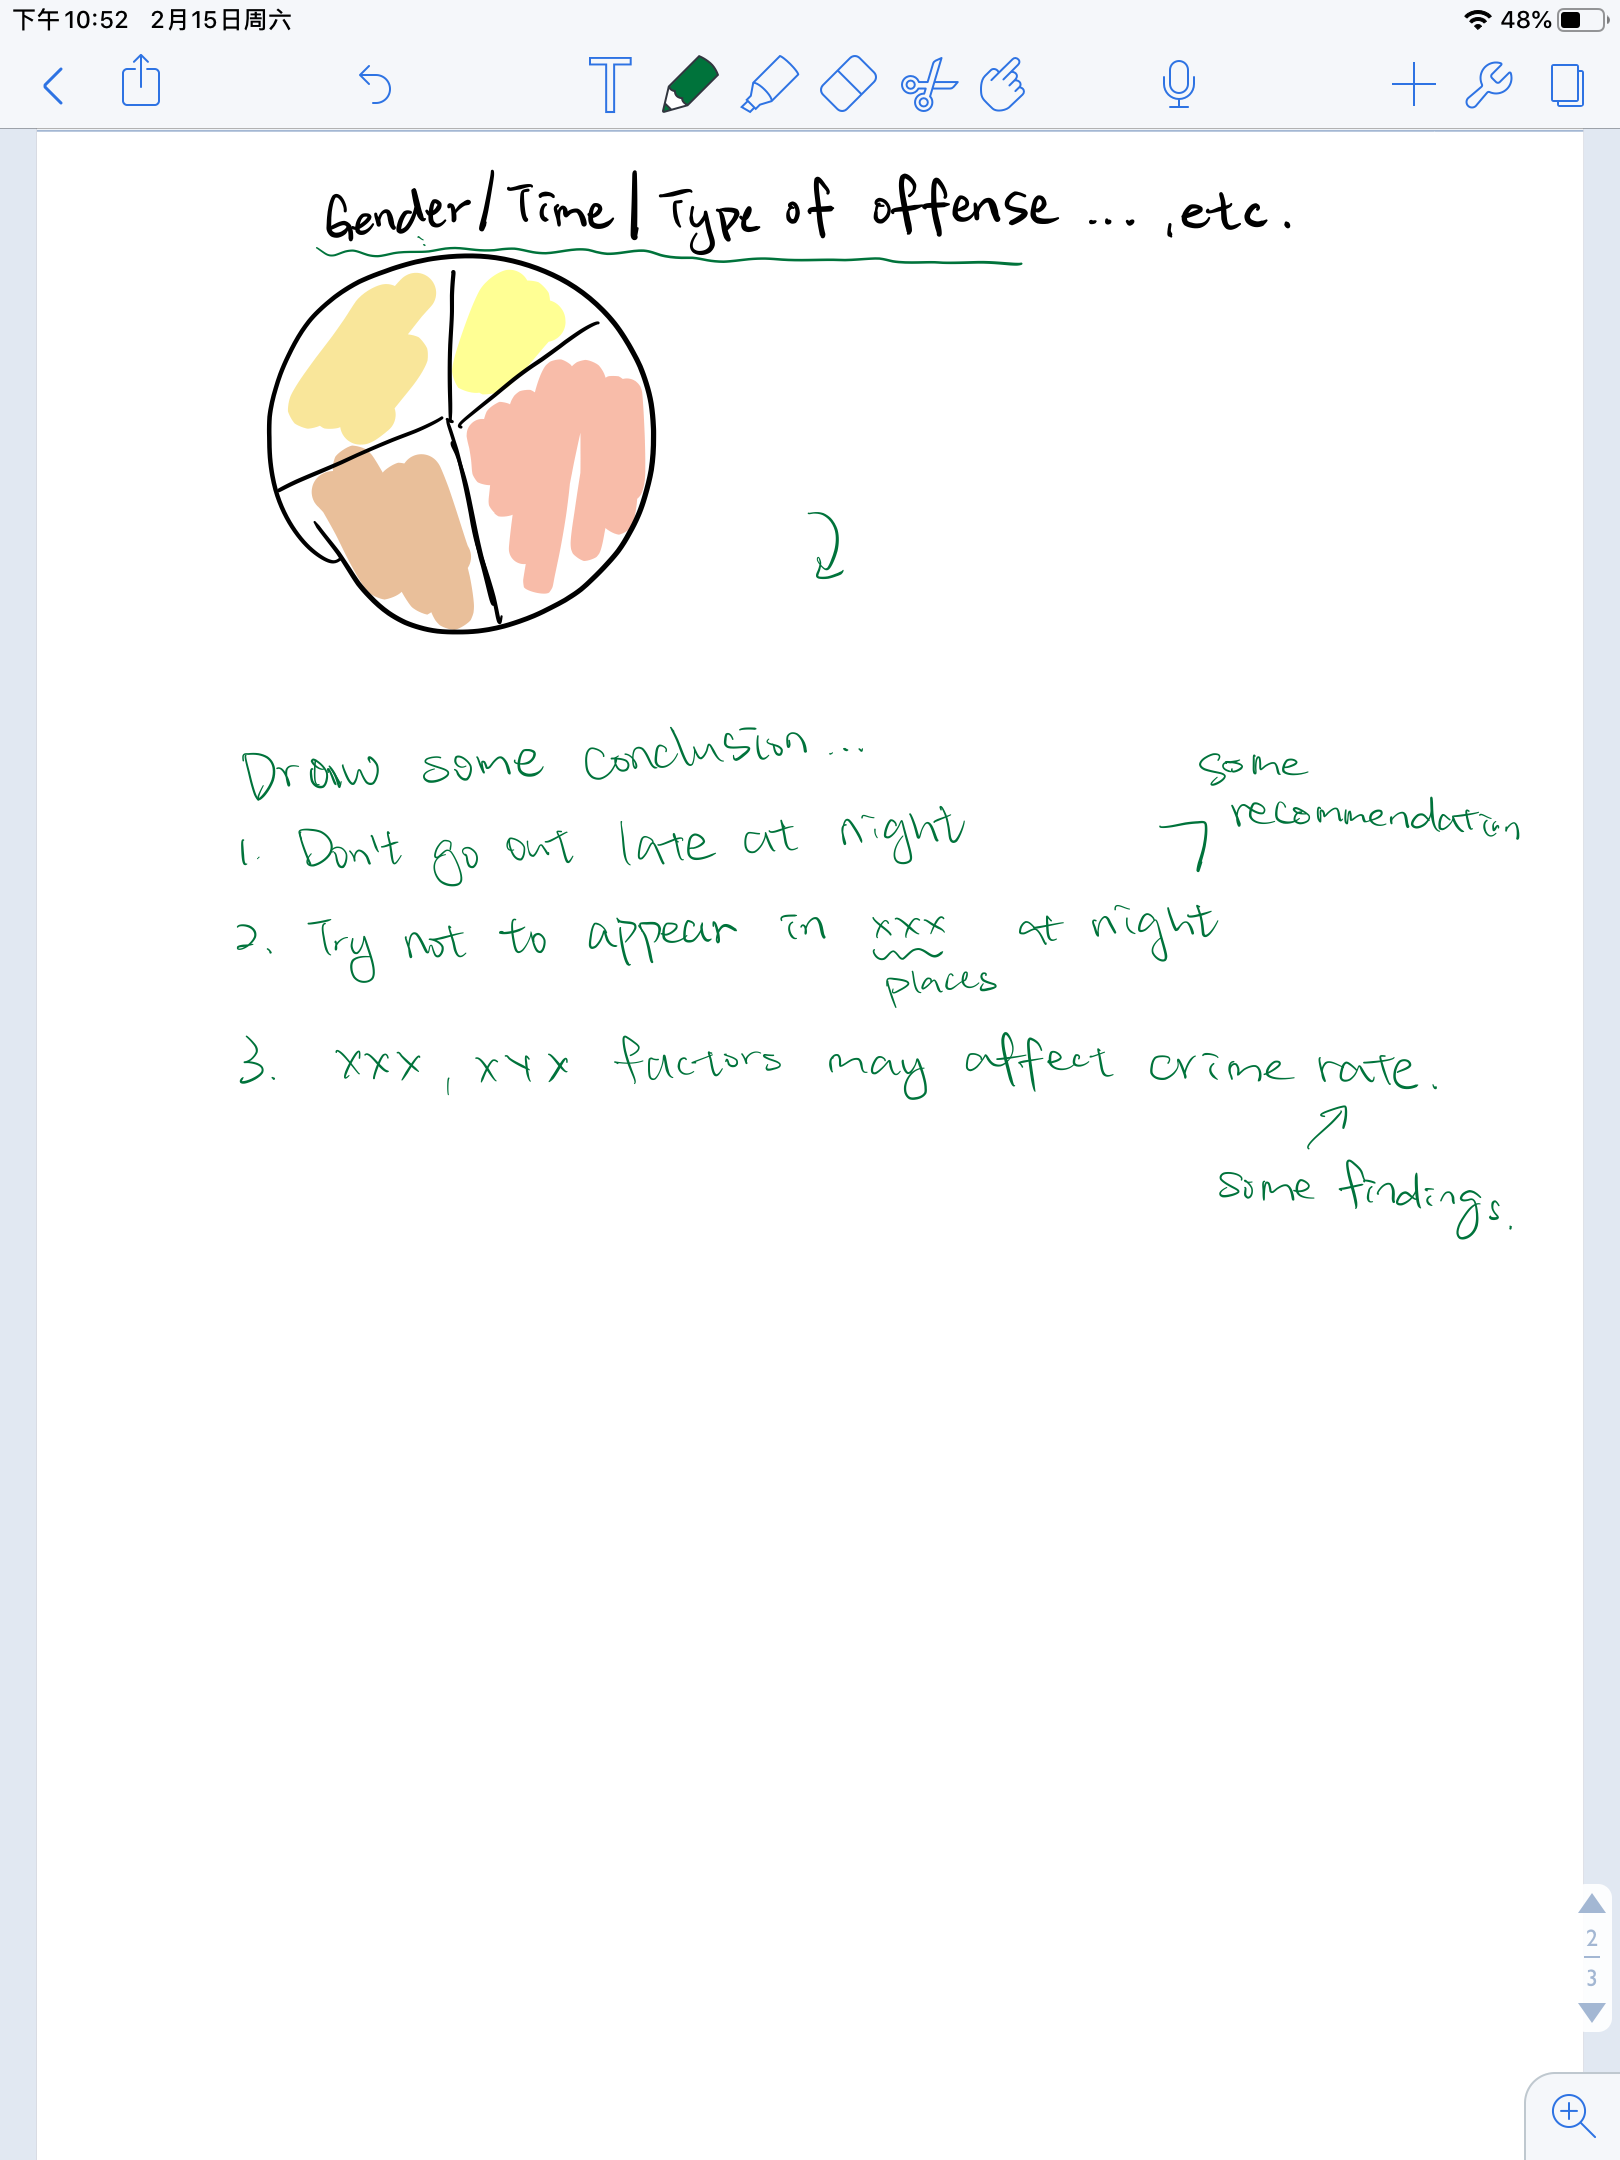 下午10:52 2月15日周六 48%
T
Gender/Time/Type of offense ... , etc.
Draw some conclusion ...
some
recommendation
1. Don't go out late at night
2. Try not to appear in xxx at night
places
3. xxx, xxx factors may affect crime rate.
some findings.
2
3